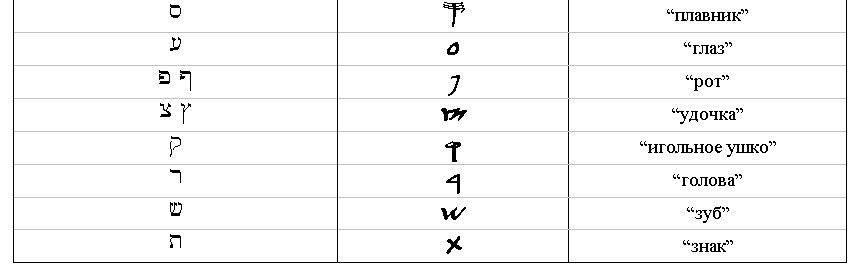 ס 𐤎 “плавник”
ע 𐤏 “глаз”
פ ף 𐤐 “рот”
צ ץ 𐤑 “удочка”
ק 𐤒 “игольное ушко”
ר 𐤓 “голова”
ש 𐤔 “зуб”
ת 𐤕 “знак”